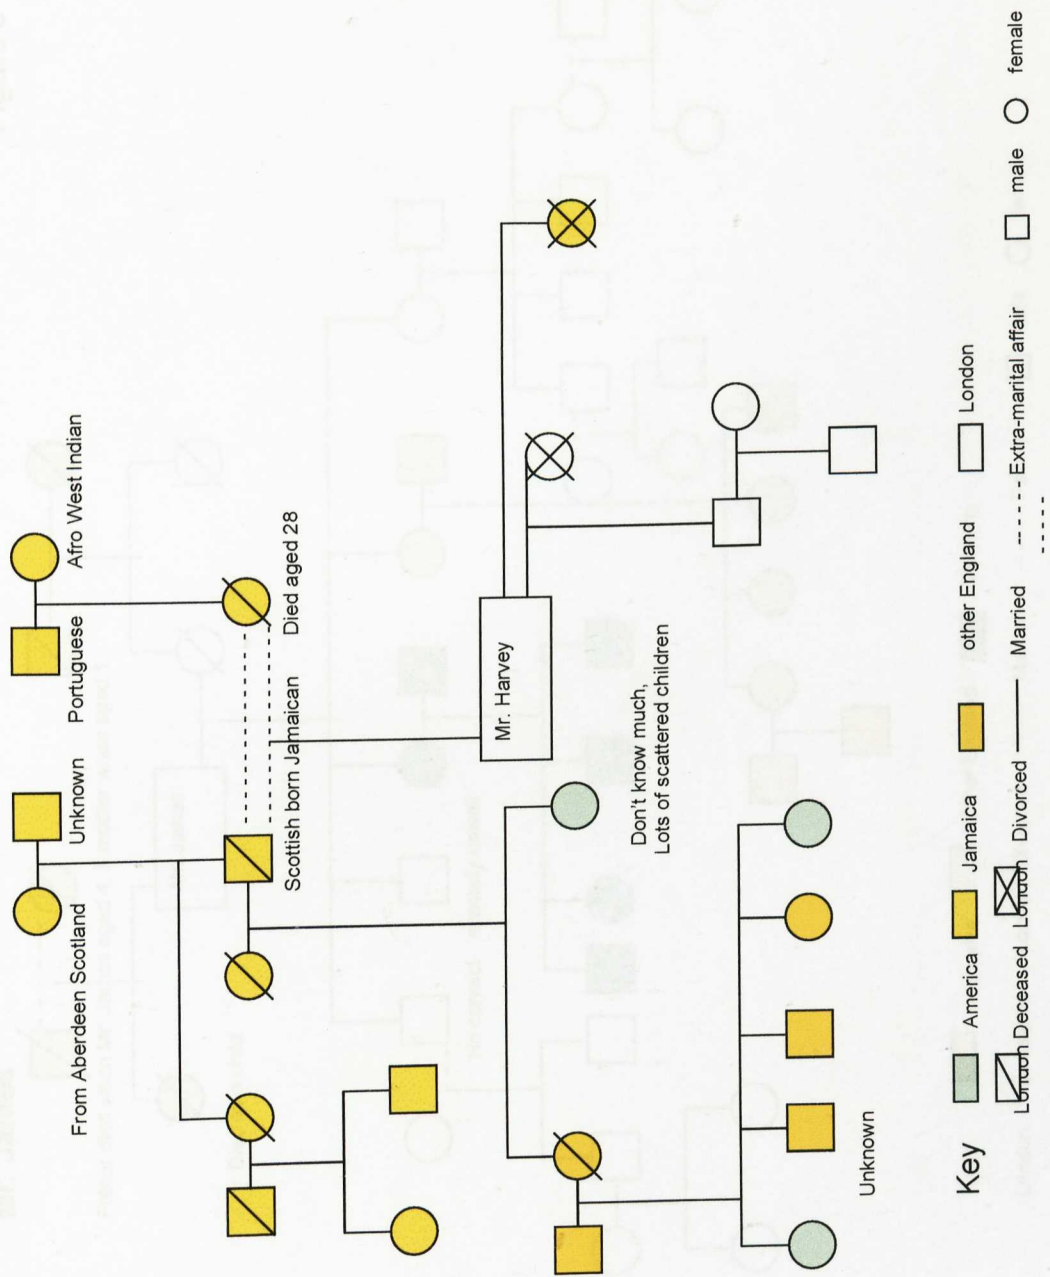 From Aberdeen Scotland
Unknown
Portuguese
Afro West Indian
Scottish born Jamaican
Died aged 28
Mr. Harvey
Don't know much,
Lots of scattered children
Unknown
Key
America
Jamaica
other England
London
London
Deceased
London
Divorced
Married
Extra-marital affair
male
female